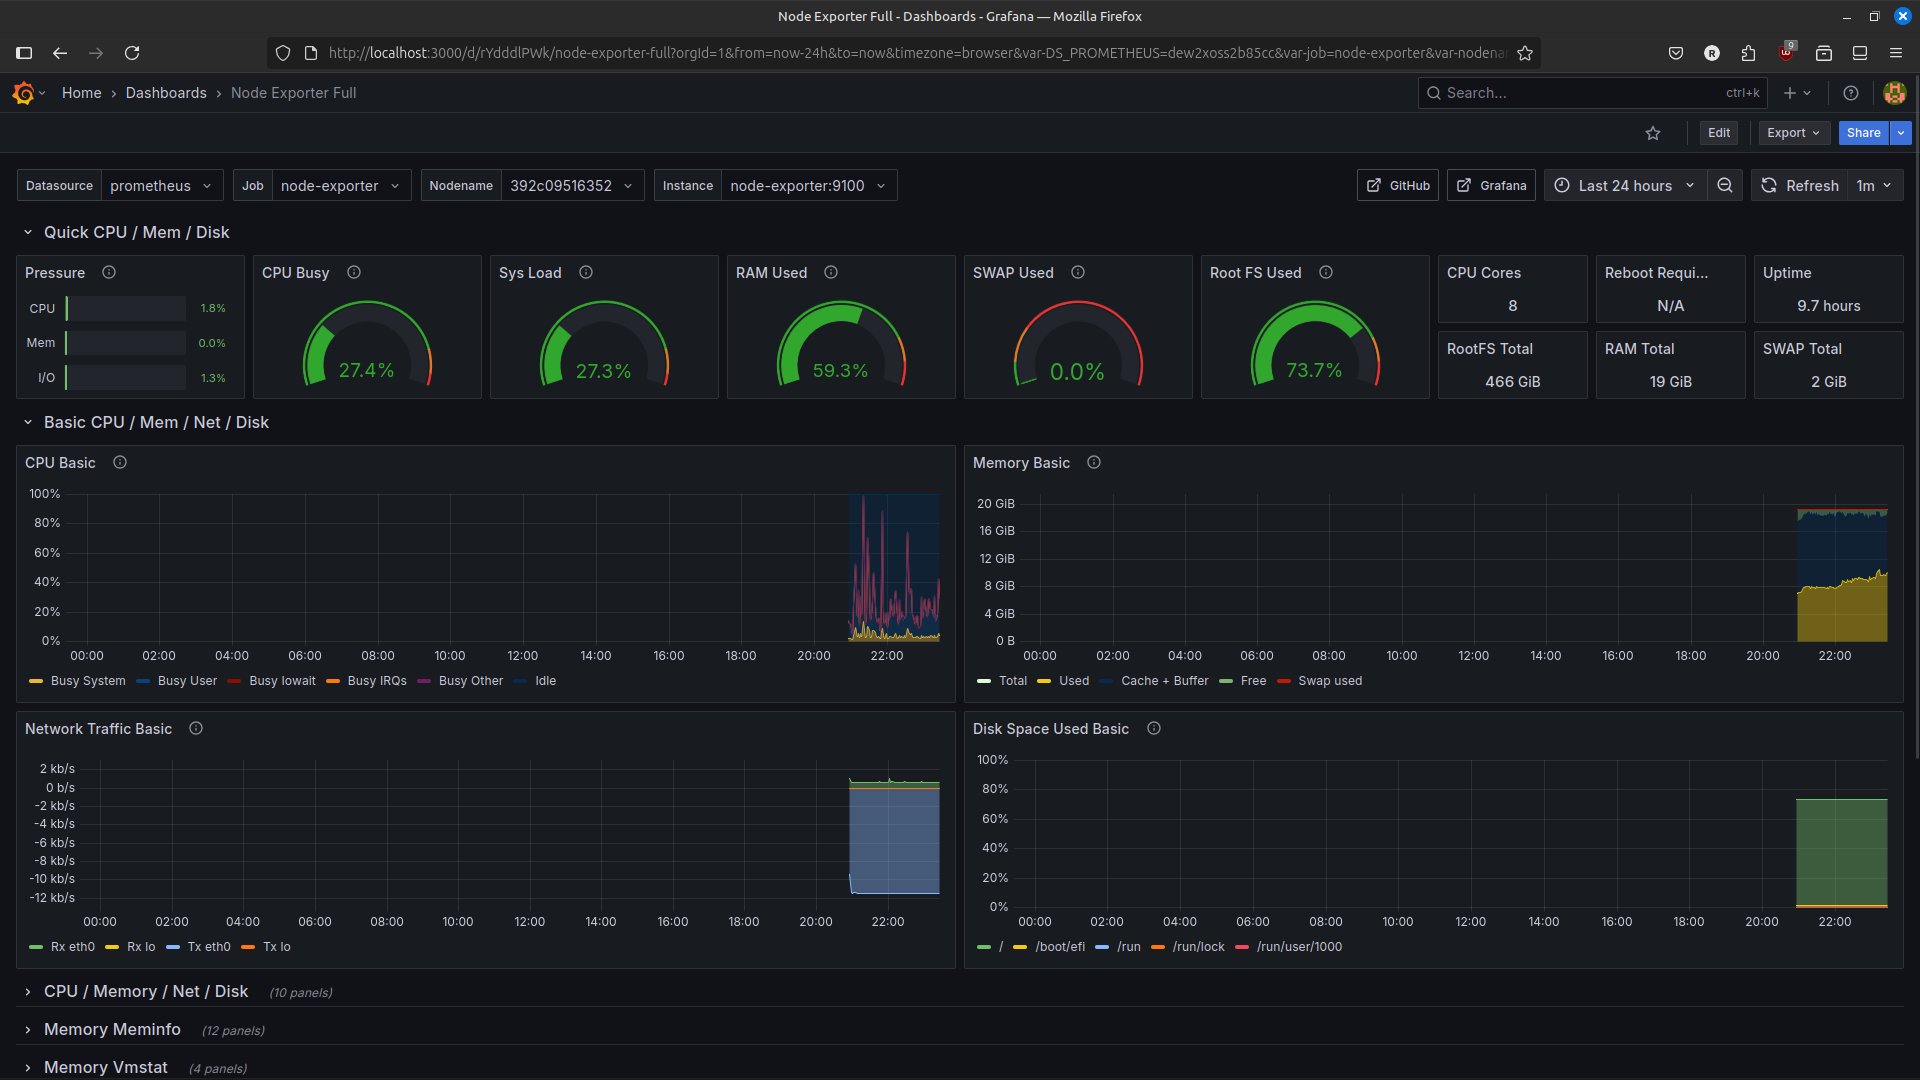 Node Exporter Full - Dashboards - Grafana — Mozilla Firefox
http://localhost:3000/d/rYdddlPWk/node-exporter-full?orgId=1&from=now-24h&to=now&timezone=browser&var-DS_PROMETHEUS=dew2xoss2b85cc&var-job=node-exporter&var-nodenar
R
9
Home › Dashboards › Node Exporter Full
Search... ctrl+k
Edit Export Share
Datasource prometheus Job node-exporter Nodename 392c09516352 Instance node-exporter:9100 GitHub Grafana Last 24 hours Refresh 1m
Quick CPU / Mem / Disk
Pressure
CPU 1.8%
Mem 0.0%
I/O 1.3%
CPU Busy
27.4%
Sys Load
27.3%
RAM Used
59.3%
SWAP Used
0.0%
Root FS Used
73.7%
CPU Cores
8
Reboot Requi...
N/A
Uptime
9.7 hours
RootFS Total
466 GiB
RAM Total
19 GiB
SWAP Total
2 GiB
Basic CPU / Mem / Net / Disk
CPU Basic
100%
80%
60%
40%
20%
0%
00:00 02:00 04:00 06:00 08:00 10:00 12:00 14:00 16:00 18:00 20:00 22:00
Busy System Busy User Busy Iowait Busy IRQs Busy Other Idle
Memory Basic
20 GiB
16 GiB
12 GiB
8 GiB
4 GiB
0 B
00:00 02:00 04:00 06:00 08:00 10:00 12:00 14:00 16:00 18:00 20:00 22:00
Total Used Cache + Buffer Free Swap used
Network Traffic Basic
2 kb/s
0 b/s
-2 kb/s
-4 kb/s
-6 kb/s
-8 kb/s
-10 kb/s
-12 kb/s
00:00 02:00 04:00 06:00 08:00 10:00 12:00 14:00 16:00 18:00 20:00 22:00
Rx eth0 Rx lo Tx eth0 Tx lo
Disk Space Used Basic
100%
80%
60%
40%
20%
0%
00:00 02:00 04:00 06:00 08:00 10:00 12:00 14:00 16:00 18:00 20:00 22:00
/ /boot/efi /run /run/lock /run/user/1000
CPU / Memory / Net / Disk (10 panels)
Memory Meminfo (12 panels)
Memory Vmstat (4 panels)